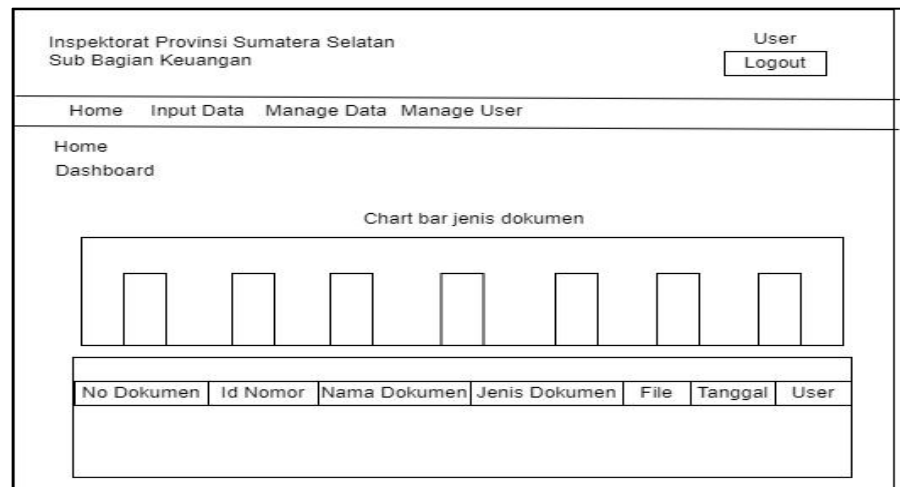 Inspektorat Provinsi Sumatera Selatan
Sub Bagian Keuangan
User
Logout
Home Input Data Manage Data Manage User
Home
Dashboard
Chart bar jenis dokumen
No Dokumen Id Nomor Nama Dokumen Jenis Dokumen File Tanggal User